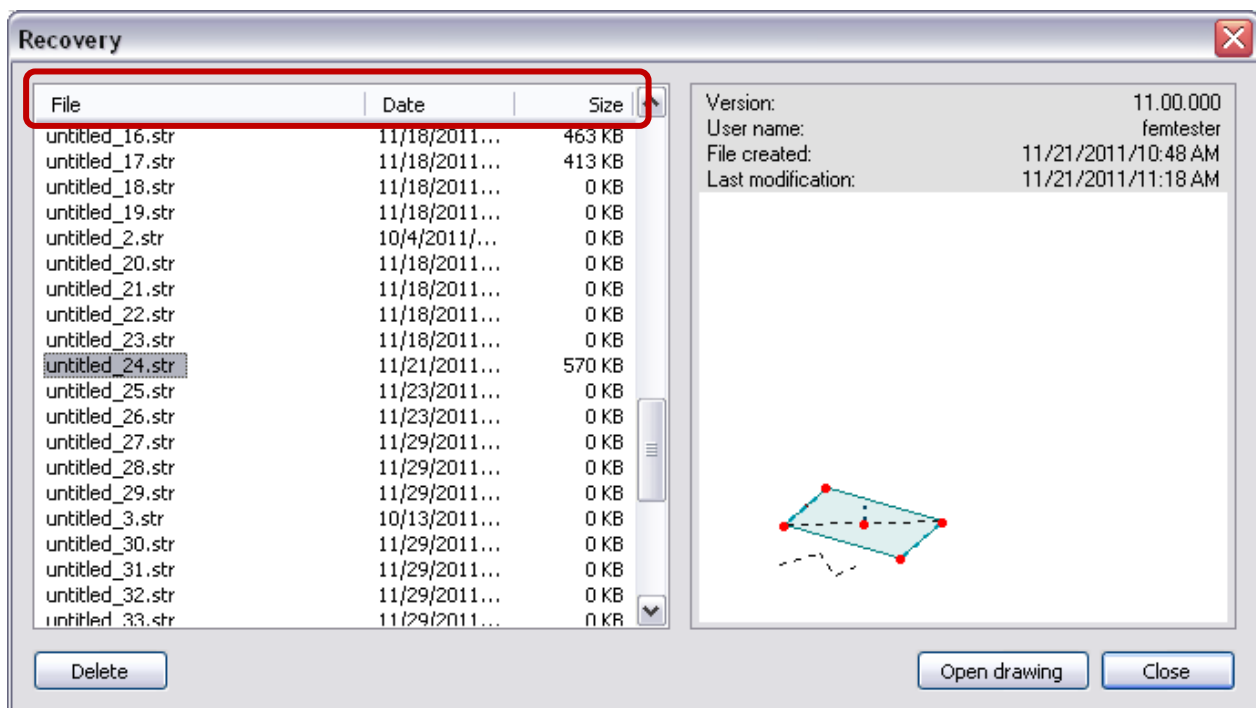 Recovery
File Date Size
untitled_16.str 11/18/2011... 463 KB
untitled_17.str 11/18/2011... 413 KB
untitled_18.str 11/18/2011... 0 KB
untitled_19.str 11/18/2011... 0 KB
untitled_2.str 10/4/2011/... 0 KB
untitled_20.str 11/18/2011... 0 KB
untitled_21.str 11/18/2011... 0 KB
untitled_22.str 11/18/2011... 0 KB
untitled_23.str 11/18/2011... 0 KB
untitled_24.str 11/21/2011... 570 KB
untitled_25.str 11/23/2011... 0 KB
untitled_26.str 11/23/2011... 0 KB
untitled_27.str 11/29/2011... 0 KB
untitled_28.str 11/29/2011... 0 KB
untitled_29.str 11/29/2011... 0 KB
untitled_3.str 10/13/2011... 0 KB
untitled_30.str 11/29/2011... 0 KB
untitled_31.str 11/29/2011... 0 KB
untitled_32.str 11/29/2011... 0 KB
untitled_33.str 11/29/2011... 0 KB
Version: 11.00.000
User name: femtester
File created: 11/21/2011/10:48 AM
Last modification: 11/21/2011/11:18 AM
Delete
Open drawing
Close